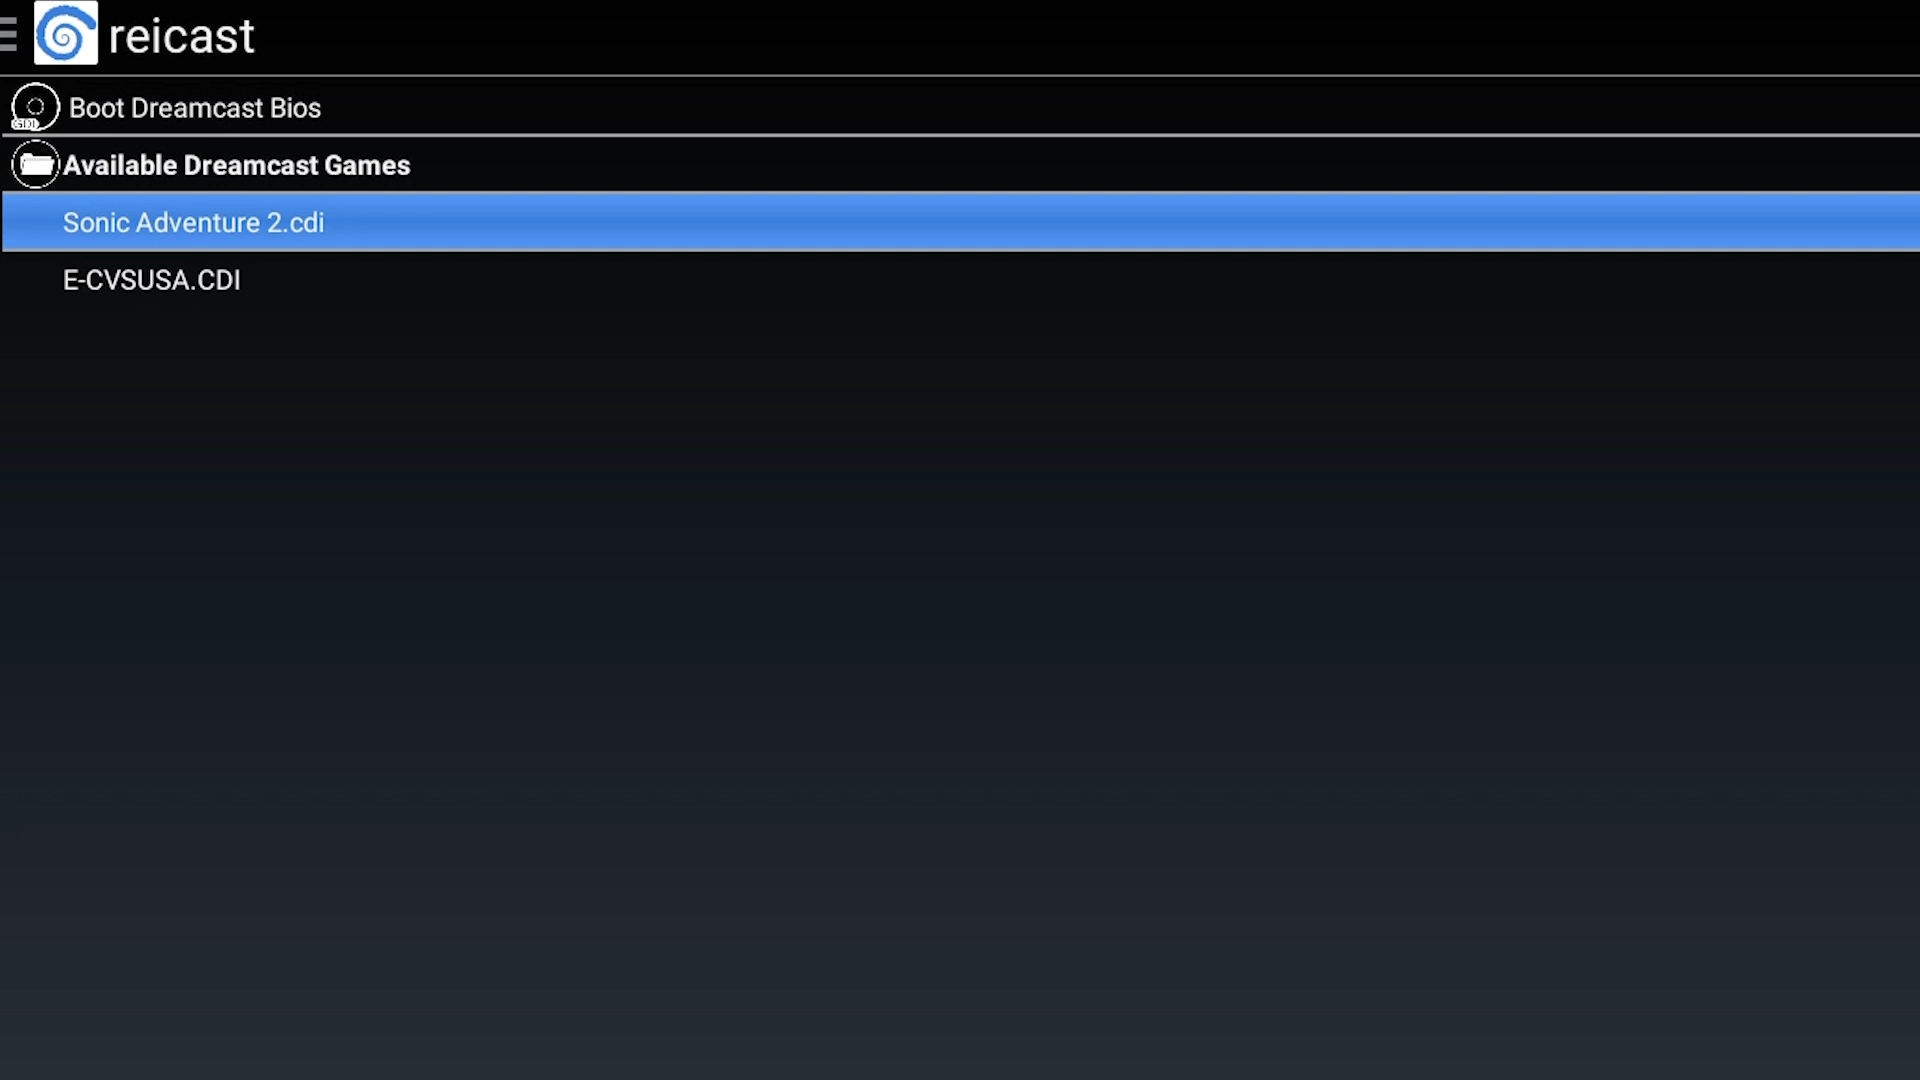 reicast
Boot Dreamcast Bios
Available Dreamcast Games
Sonic Adventure 2.cdi
E-CVSUSA.CDI